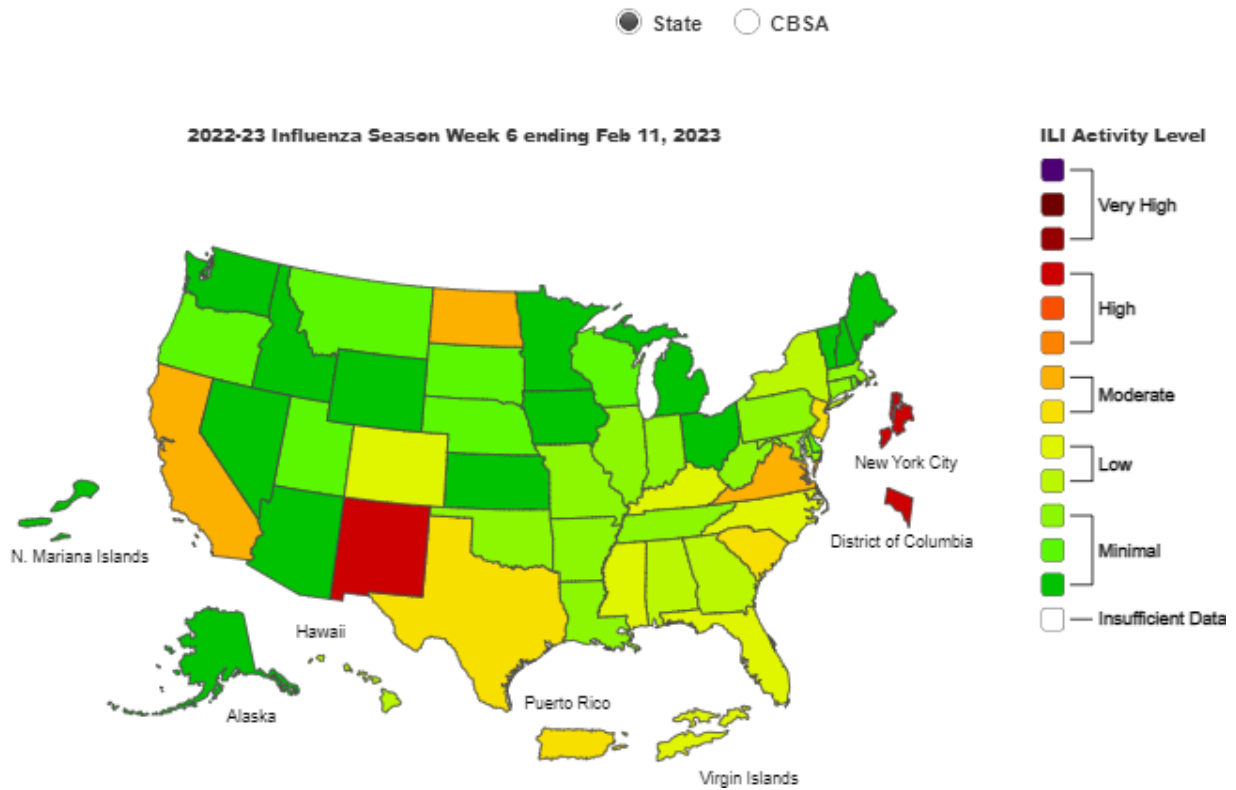 State
CBSA
2022-23 Influenza Season Week 6 ending Feb 11, 2023
ILI Activity Level
Very High
High
Moderate
Low
Minimal
Insufficient Data
New York City
District of Columbia
N. Mariana Islands
Hawaii
Alaska
Puerto Rico
Virgin Islands